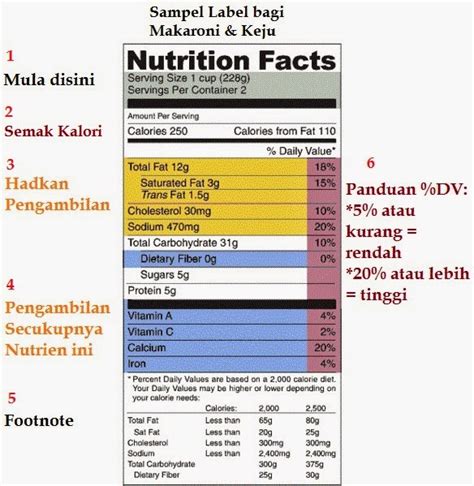 Sampel Label bagi
Makaroni & Keju
1
Mula disini
2
Semak Kalori
3
Hadkan
Pengambilan
4
Pengambilan
Secukupnya
Nutrien ini
5
Footnote
Nutrition Facts
Serving Size 1 cup (228g)
Servings Per Container 2
Amount Per Serving
Calories 250 Calories from Fat 110
% Daily Value*
Total Fat 12g 18%
Saturated Fat 3g 15%
Trans Fat 1.5g
Cholesterol 30mg 10%
Sodium 470mg 20%
Total Carbohydrate 31g 10%
Dietary Fiber 0g 0%
Sugars 5g
Protein 5g
Vitamin A 4%
Vitamin C 2%
Calcium 20%
Iron 4%
* Percent Daily Values are based on a 2,000 calorie diet.
Your Daily Values may be higher or lower depending on
your calorie needs:
Calories: 2,000 2,500
Total Fat Less than 65g 80g
Sat Fat Less than 20g 25g
Cholesterol Less than 300mg 300mg
Sodium Less than 2,400mg 2,400mg
Total Carbohydrate 300g 375g
Dietary Fiber 25g 30g
6
Panduan %DV:
*5% atau
kurang =
rendah
*20% atau lebih
= tinggi